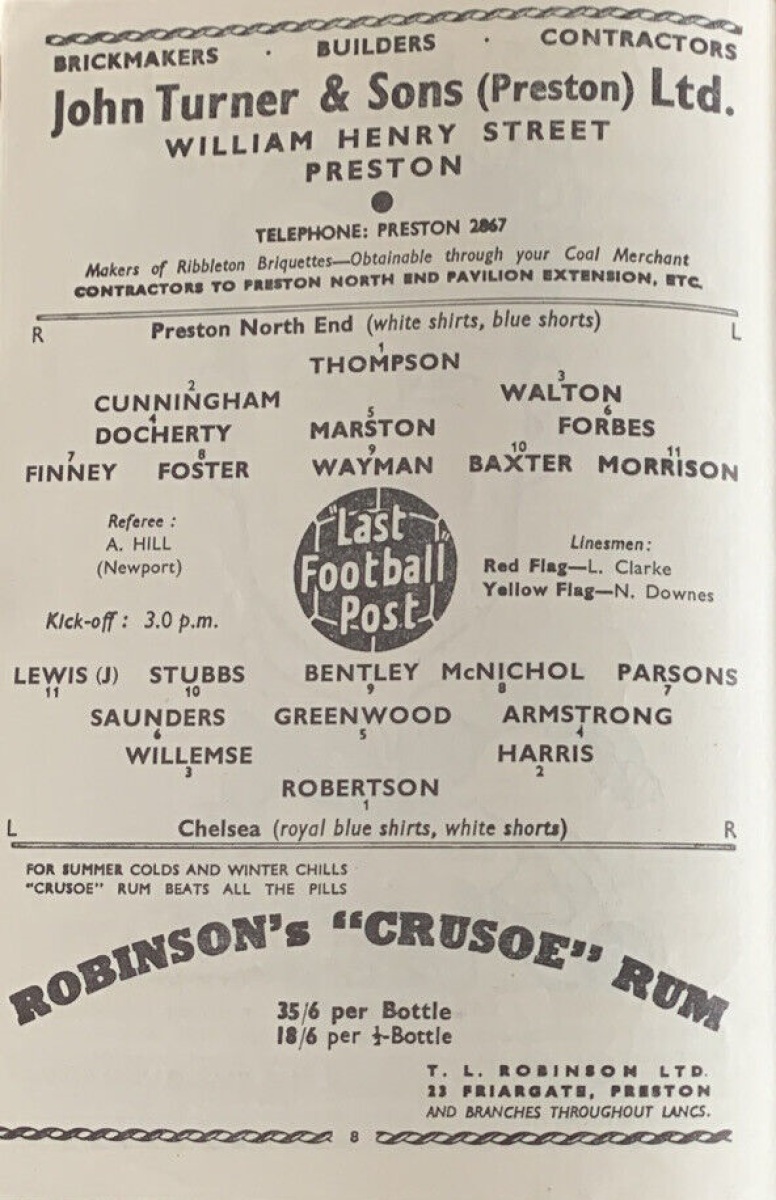 BRICKMAKERS · BUILDERS · CONTRACTORS
John Turner & Sons (Preston) Ltd.
WILLIAM HENRY STREET
PRESTON
TELEPHONE: PRESTON 2867
Makers of Ribbleton Briquettes—Obtainable through your Coal Merchant
CONTRACTORS TO PRESTON NORTH END PAVILION EXTENSION, ETC.
R Preston North End (white shirts, blue shorts) L
1
THOMPSON
2 3
CUNNINGHAM WALTON
4 5 6
DOCHERTY MARSTON FORBES
7 8 9 10 11
FINNEY FOSTER WAYMAN BAXTER MORRISON
Referee :
A. HILL
(Newport)
Kick-off : 3.0 p.m.
"Last
Football
Post"
Linesmen :
Red Flag—L. Clarke
Yellow Flag—N. Downes
LEWIS (J) STUBBS BENTLEY McNICHOL PARSONS
11 10 9 8 7
SAUNDERS GREENWOOD ARMSTRONG
6 5 4
WILLEMSE HARRIS
3 2
ROBERTSON
1
L Chelsea (royal blue shirts, white shorts) R
FOR SUMMER COLDS AND WINTER CHILLS
"CRUSOE" RUM BEATS ALL THE PILLS
ROBINSON's "CRUSOE" RUM
35/6 per Bottle
18/6 per ½-Bottle
T. L. ROBINSON LTD.
23 FRIARGATE, PRESTON
AND BRANCHES THROUGHOUT LANCS.
8